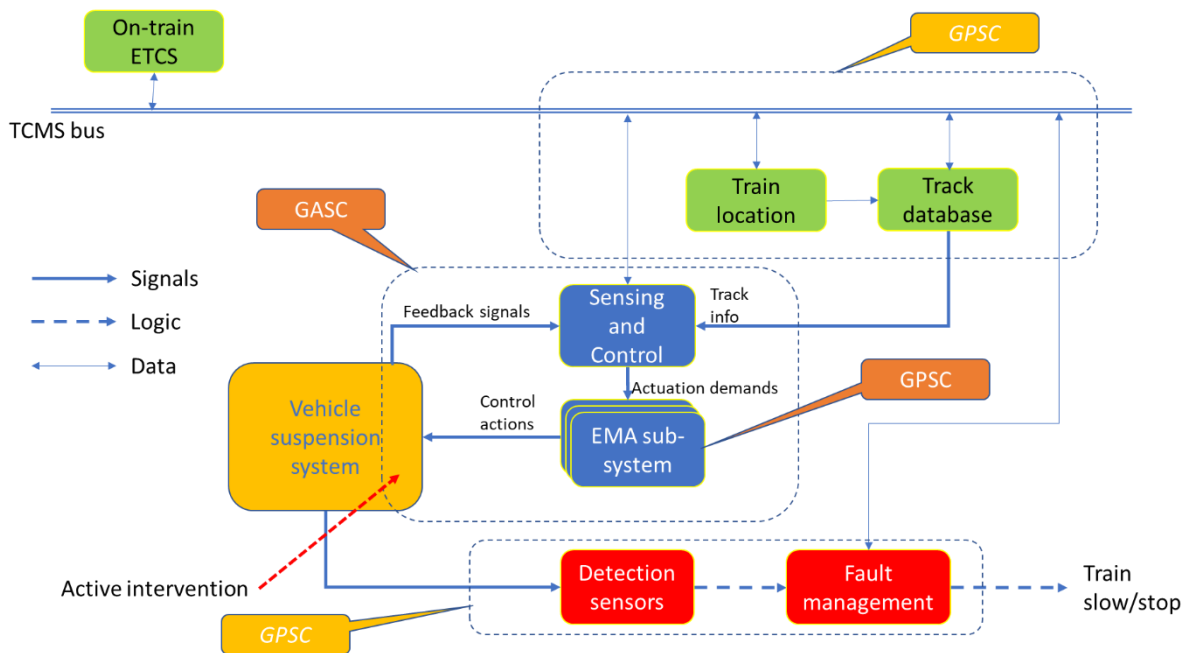 On-train
ETCS
GPSC
TCMS bus
Train
location
Track
database
GASC
Signals
Logic
Data
Feedback signals
Sensing
and
Control
Track
info
Actuation demands
GPSC
Vehicle
suspension
system
Control
actions
EMA sub-
system
Active intervention
Detection
sensors
Fault
management
Train
slow/stop
GPSC